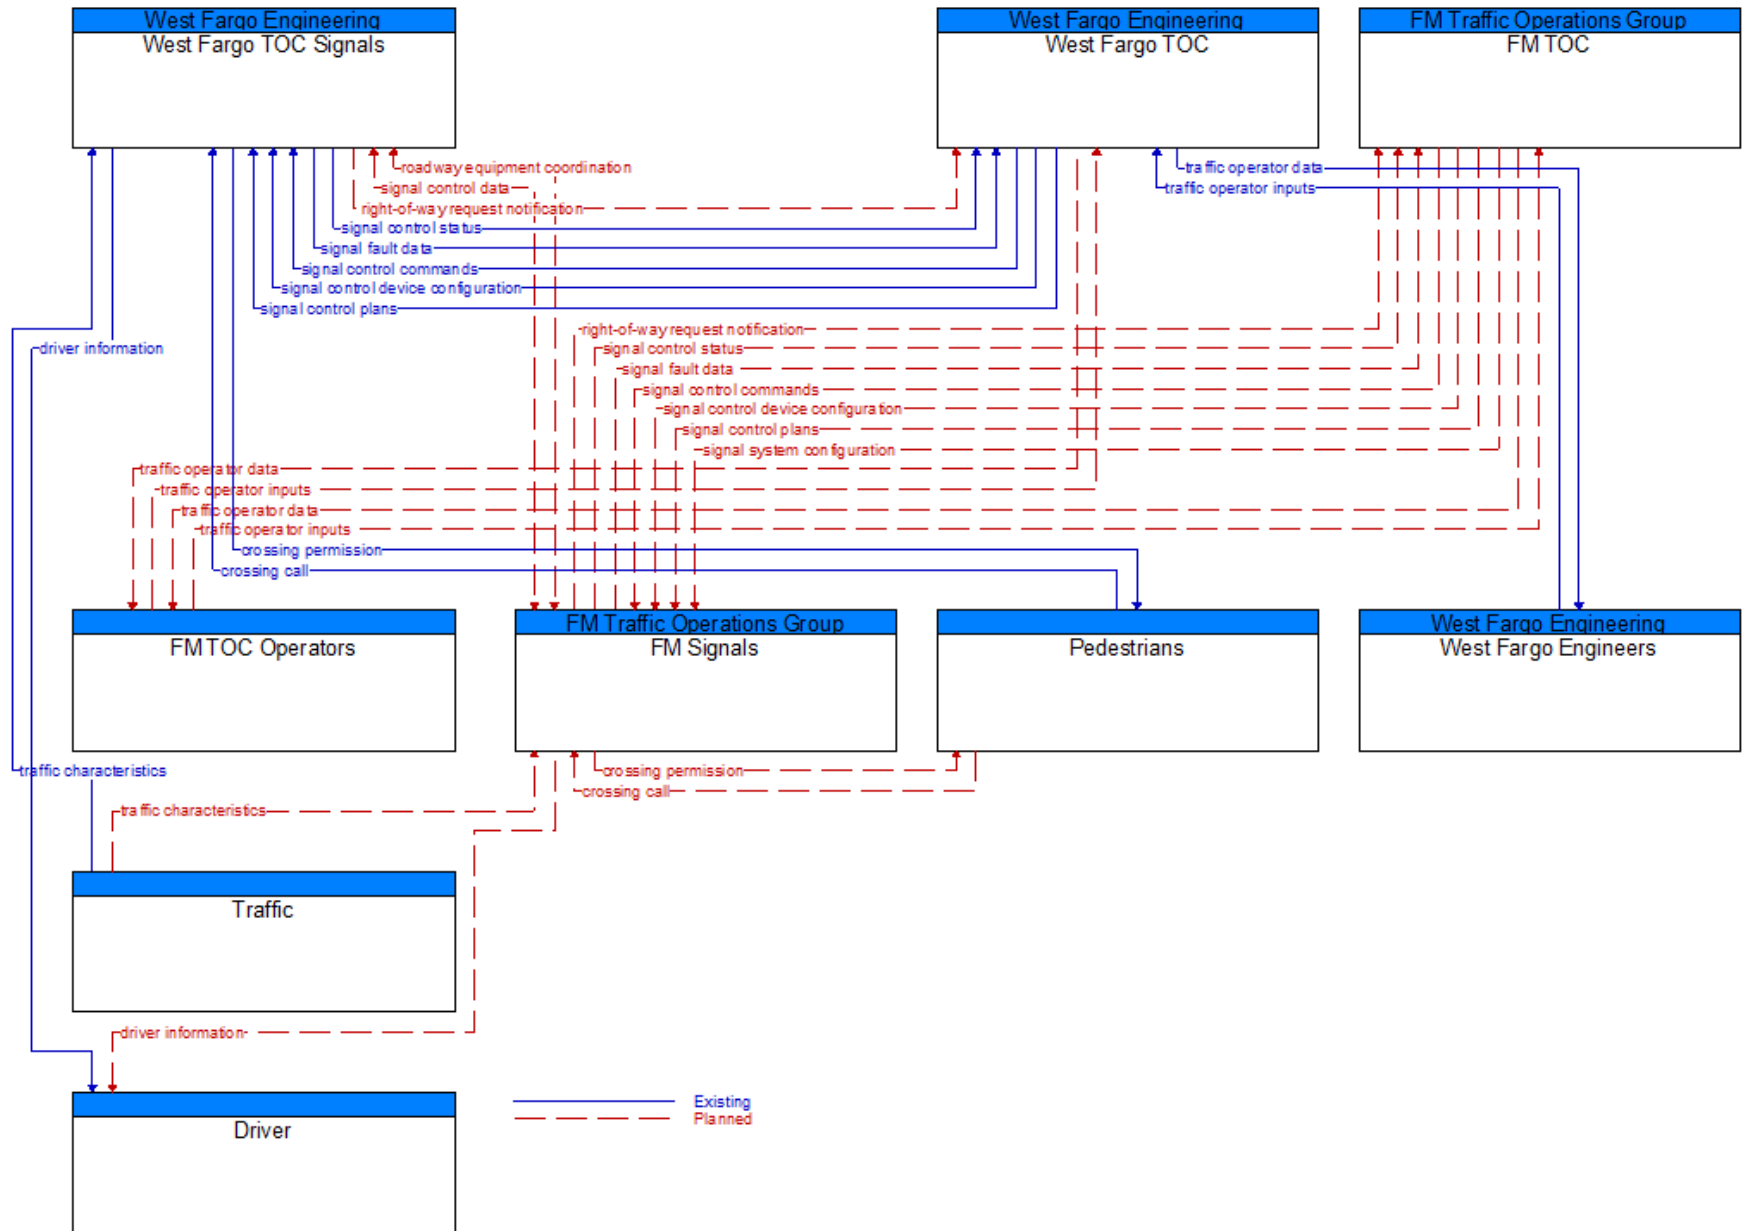 West Fargo Engineering
West Fargo TOC Signals
West Fargo Engineering
West Fargo TOC
FM Traffic Operations Group
FM TOC
roadway equipment coordination
signal control data
right-of-way request notification
signal control status
signal fault data
signal control commands
signal control device configuration
signal control plans
traffic operator data
traffic operator inputs
driver information
right-of-way request notification
signal control status
signal fault data
signal control commands
signal control device configuration
signal control plans
signal system configuration
traffic operator data
traffic operator inputs
traffic operator data
traffic operator inputs
crossing permission
crossing call
FM TOC Operators
FM Traffic Operations Group
FM Signals
Pedestrians
West Fargo Engineering
West Fargo Engineers
traffic characteristics
crossing permission
crossing call
traffic characteristics
Traffic
driver information
Driver
Existing
Planned